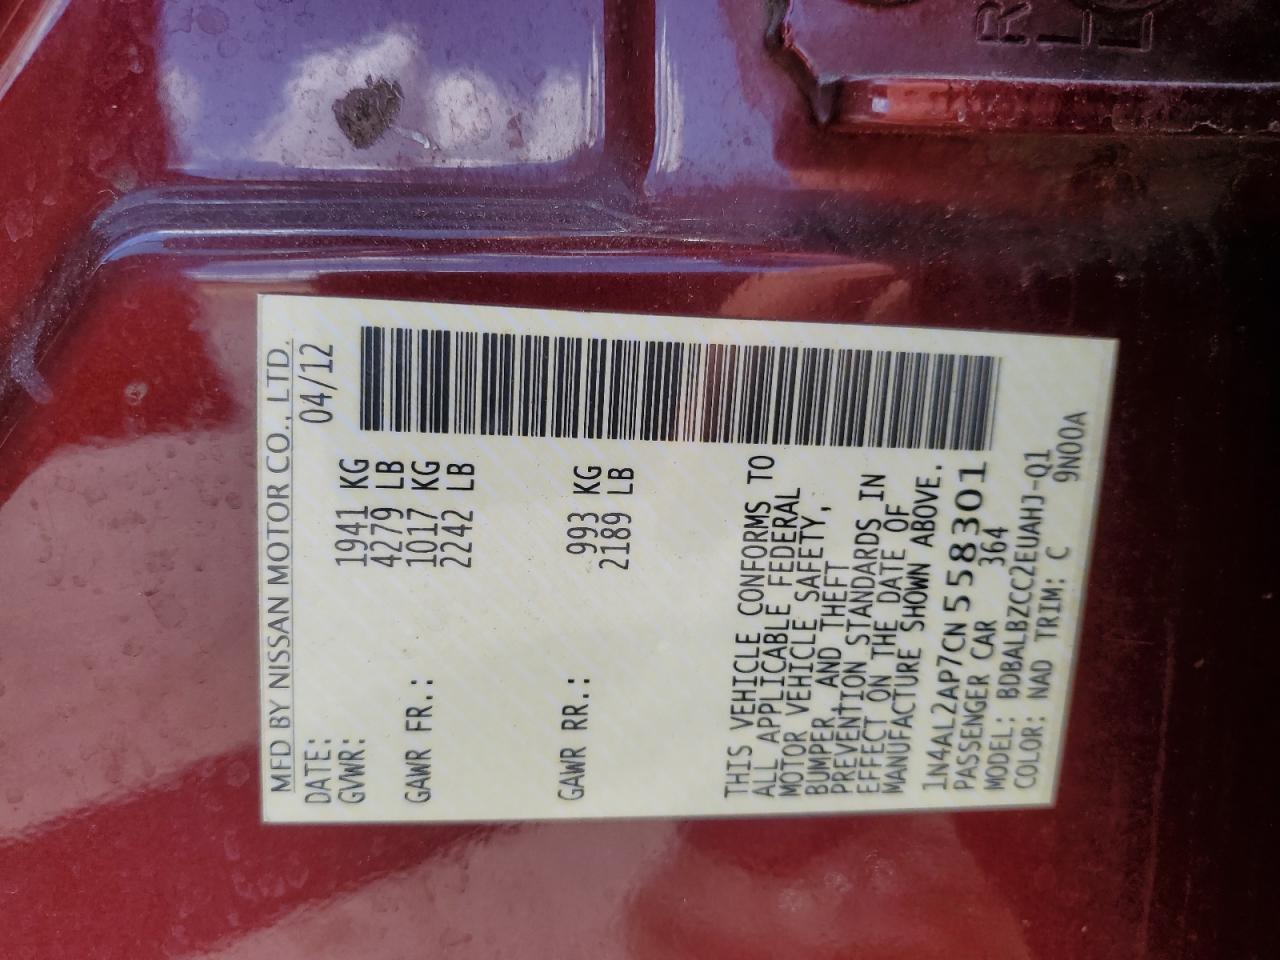 MFD BY NISSAN MOTOR CO., LTD.
DATE: 04/12
GVWR: 1941 KG
4279 LB
GAWR FR.: 1017 KG
2242 LB
GAWR RR.: 993 KG
2189 LB
THIS VEHICLE CONFORMS TO
ALL APPLICABLE FEDERAL
MOTOR VEHICLE SAFETY,
BUMPER, AND THEFT
PREVENTION STANDARDS IN
EFFECT ON THE DATE OF
MANUFACTURE SHOWN ABOVE.
1N4AL2AP7CN558301
PASSENGER CAR 364
MODEL: BDBALBZCC2EUAHJ-Q1
COLOR: NAD TRIM: C 9N00A